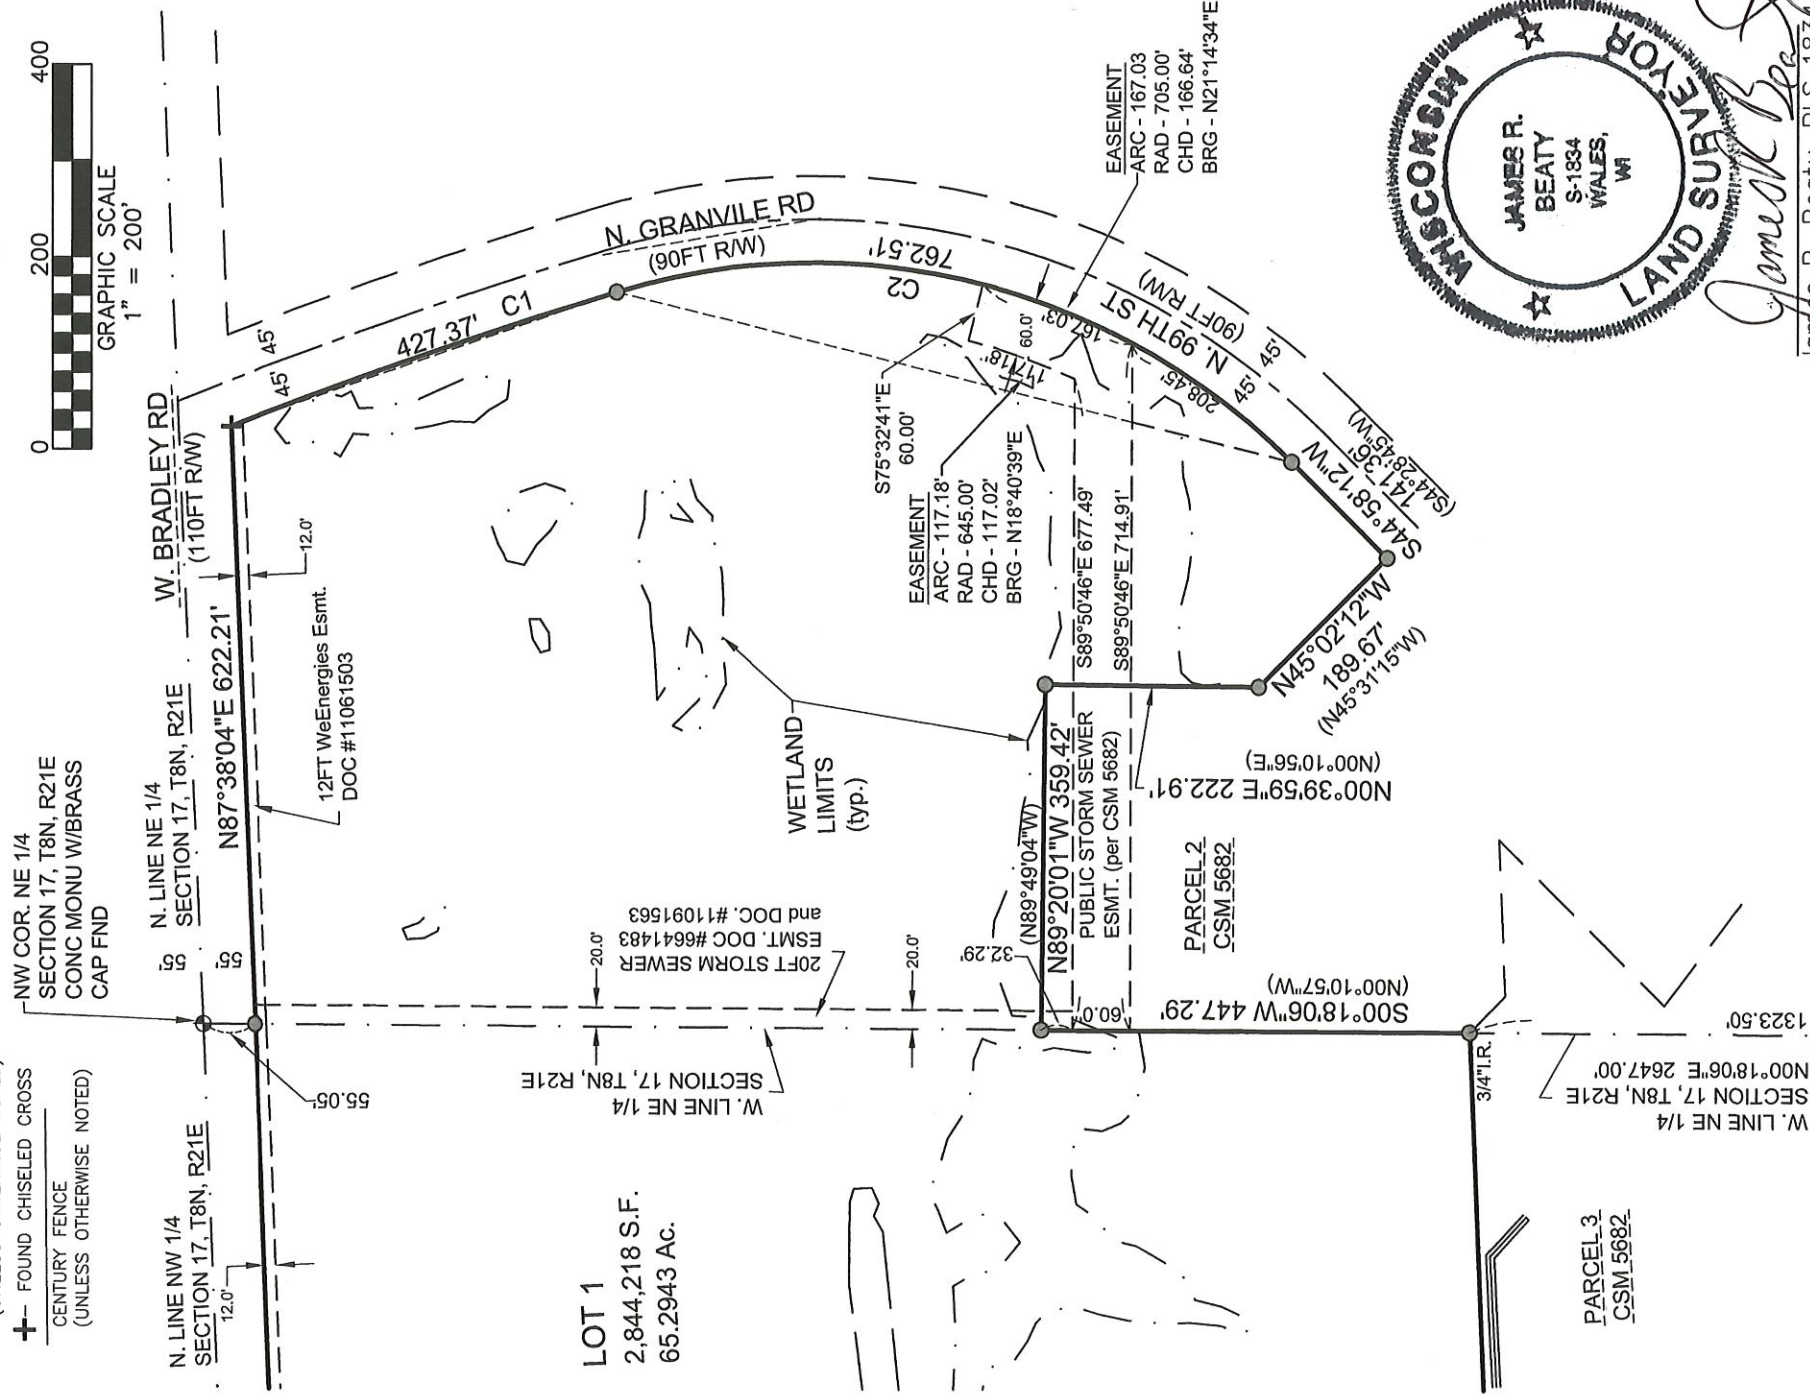 0 200 400
GRAPHIC SCALE
1" = 200'
FOUND CHISELED CROSS
CENTURY FENCE
(UNLESS OTHERWISE NOTED)
NW COR. NE 1/4
SECTION 17, T8N, R21E
CONC MONU W/BRASS
CAP FND
N. LINE NW 1/4
SECTION 17, T8N, R21E
12.0'
N. LINE NE 1/4
SECTION 17, T8N, R21E
55'
55'
55.05'
W. BRADLEY RD
(110FT R/W)
N87°38'04"E 622.21'
12.0'
12FT WeEnergies Esmt.
DOC #11061503
45'
45'
427.37'
C1
N. GRANVILE RD
(90FT R/W)
762.51'
C2
EASEMENT
ARC - 167.03
RAD - 705.00'
CHD - 166.64'
BRG - N21°14'34"E
N. 99TH ST
(90FT R/W)
167.03'
60.0'
117.18'
208.45'
45'
45'
S75°32'41"E
60.00'
EASEMENT
ARC - 117.18'
RAD - 645.00'
CHD - 117.02'
BRG - N18°40'39"E
S44°58'12"W
141.36'
(S44°28'45"W)
N45°02'12"W
189.67'
(N45°31'15"W)
S89°50'46"E 677.49'
S89°50'46"E 714.91'
N00°39'59"E 222.91'
(N00°10'56"E)
WETLAND
LIMITS
(typ.)
(N89°49'04"W)
N89°20'01"W 359.42'
PUBLIC STORM SEWER
ESMT. (per CSM 5682)
32.29'
60.0'
20.0'
20.0'
20FT STORM SEWER
ESMT. DOC #6641483
and DOC. #11091563
W. LINE NE 1/4
SECTION 17, T8N, R21E
S00°18'06"W 447.29'
(N00°10'57"W)
PARCEL 2
CSM 5682
LOT 1
2,844,218 S.F.
65.2943 Ac.
3/4" I.R.
1323.50'
W. LINE NE 1/4
SECTION 17, T8N, R21E
N00°18'06"E 2647.00'
PARCEL 3
CSM 5682
WISCONSIN
JAMES R.
BEATY
S-1834
WALES,
WI
LAND SURVEYOR